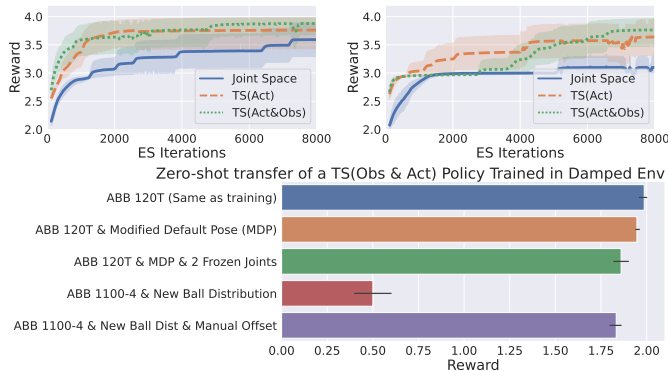 4.0
3.5
3.0
2.5
2.0
Reward
Joint Space
TS(Act)
TS(Act&Obs)
0 2000 4000 6000 8000
ES Iterations
4.0
3.5
3.0
2.5
2.0
Reward
Joint Space
TS(Act)
TS(Act&Obs)
0 2000 4000 6000 8000
ES Iterations
Zero-shot transfer of a TS(Obs & Act) Policy Trained in Damped Env
ABB 120T (Same as training)
ABB 120T & Modified Default Pose (MDP)
ABB 120T & MDP & 2 Frozen Joints
ABB 1100-4 & New Ball Distribution
ABB 1100-4 & New Ball Dist & Manual Offset
0.00 0.25 0.50 0.75 1.00 1.25 1.50 1.75 2.00
Reward